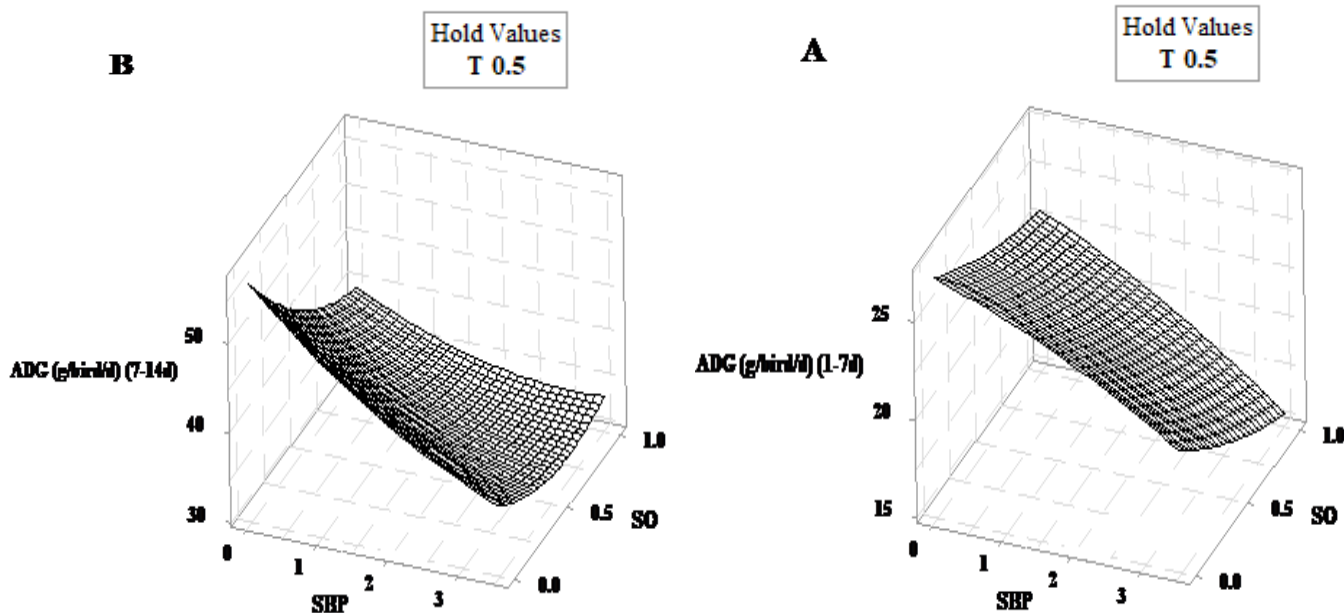 B
Hold Values
T 0.5
50
40
30
ADG (g/bird/d) (7-14d)
0
1
2
3
SBP
0.0
0.5
1.0
SO
A
Hold Values
T 0.5
25
20
15
ADG (g/bird/d) (1-7d)
0
1
2
3
SBP
0.0
0.5
1.0
SO